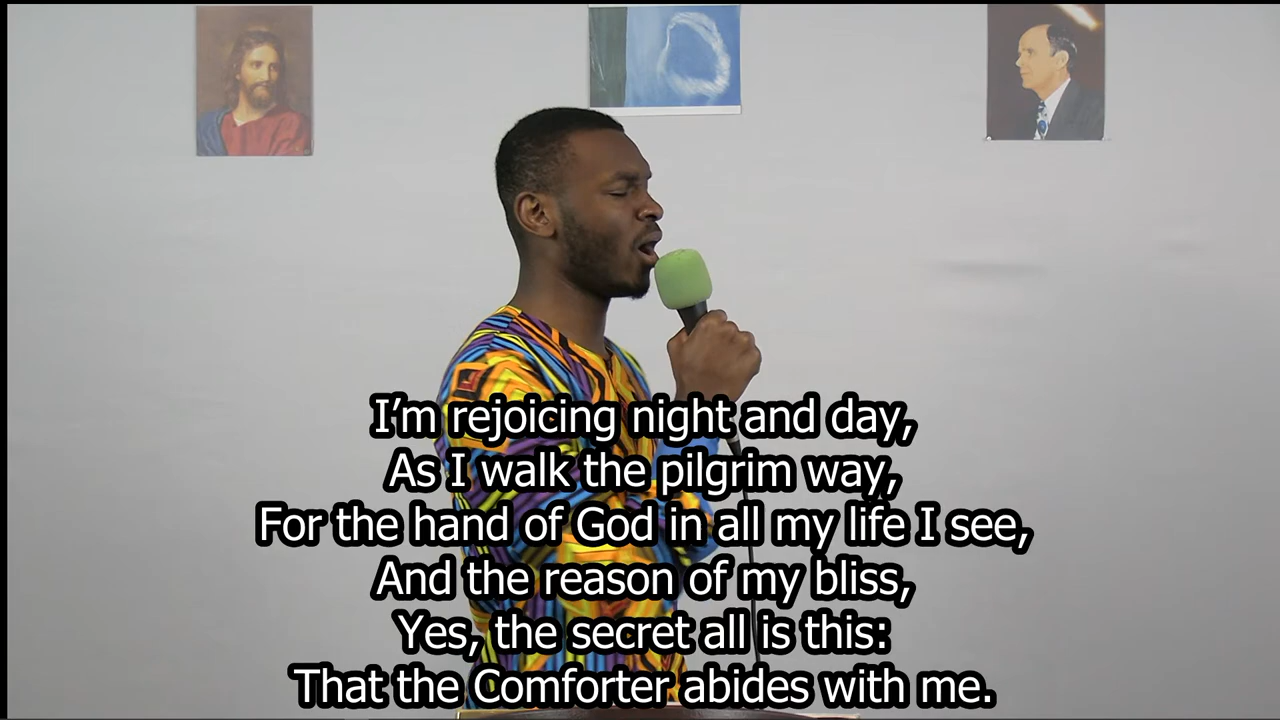 I'm rejoicing night and day,
As I walk the pilgrim way,
For the hand of God in all my life I see,
And the reason of my bliss,
Yes, the secret all is this:
That the Comforter abides with me.